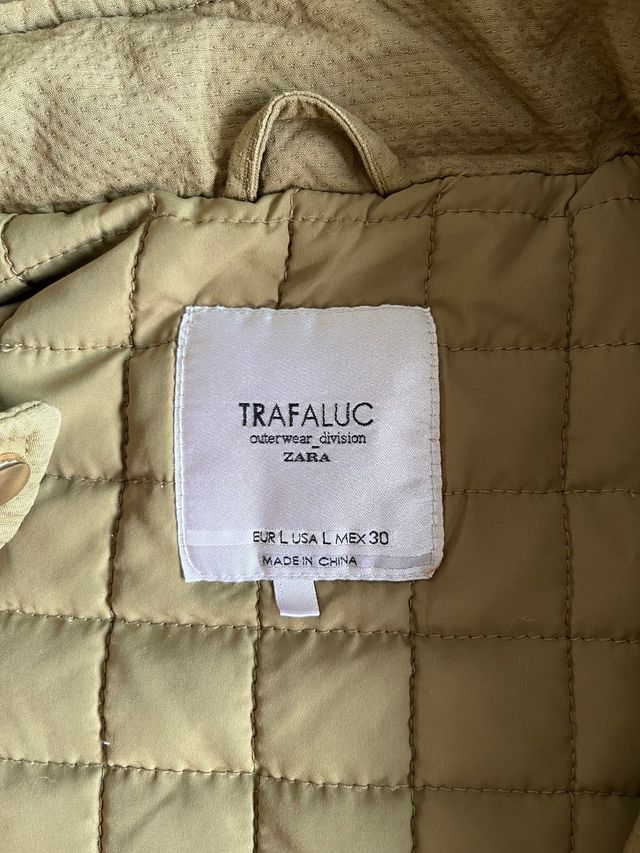 TRAFALUC
outerwear_division
ZARA
EUR L USA L MEX 30
MADE IN CHINA